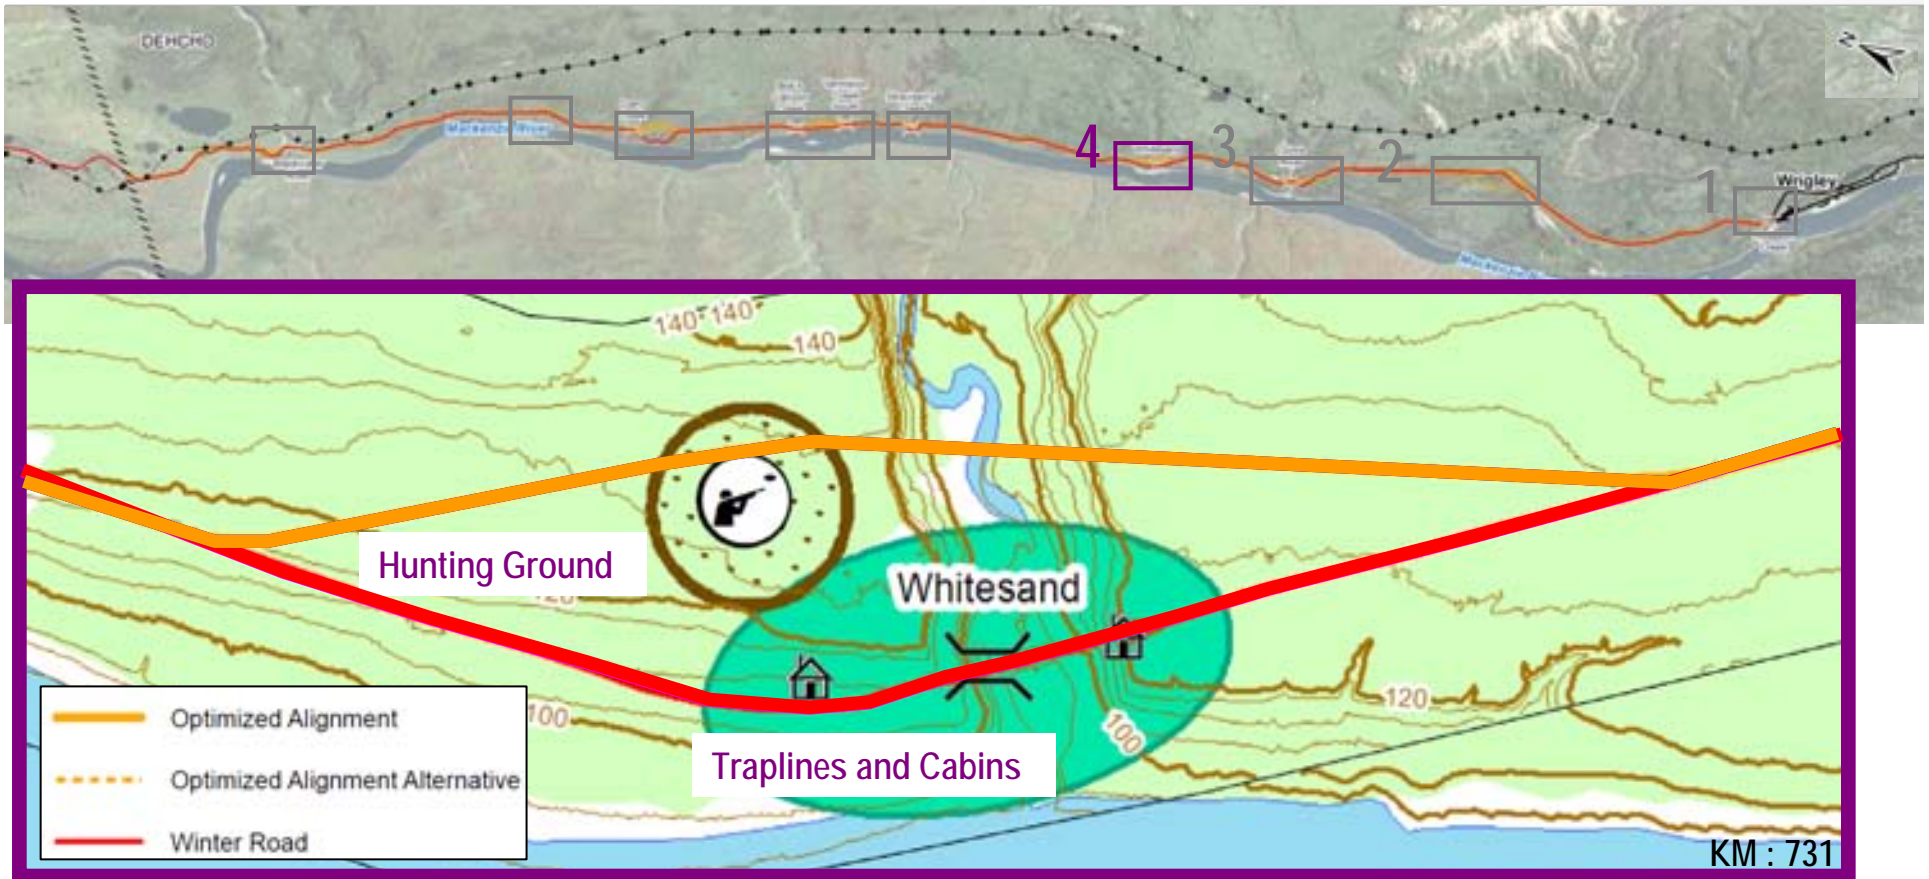 DEHCHO
N
Mackenzie River
4
3
2
1
Wrigley
140 140
140
Hunting Ground
120
Whitesand
120
100
100
Traplines and Cabins
Optimized Alignment
Optimized Alignment Alternative
Winter Road
KM : 731